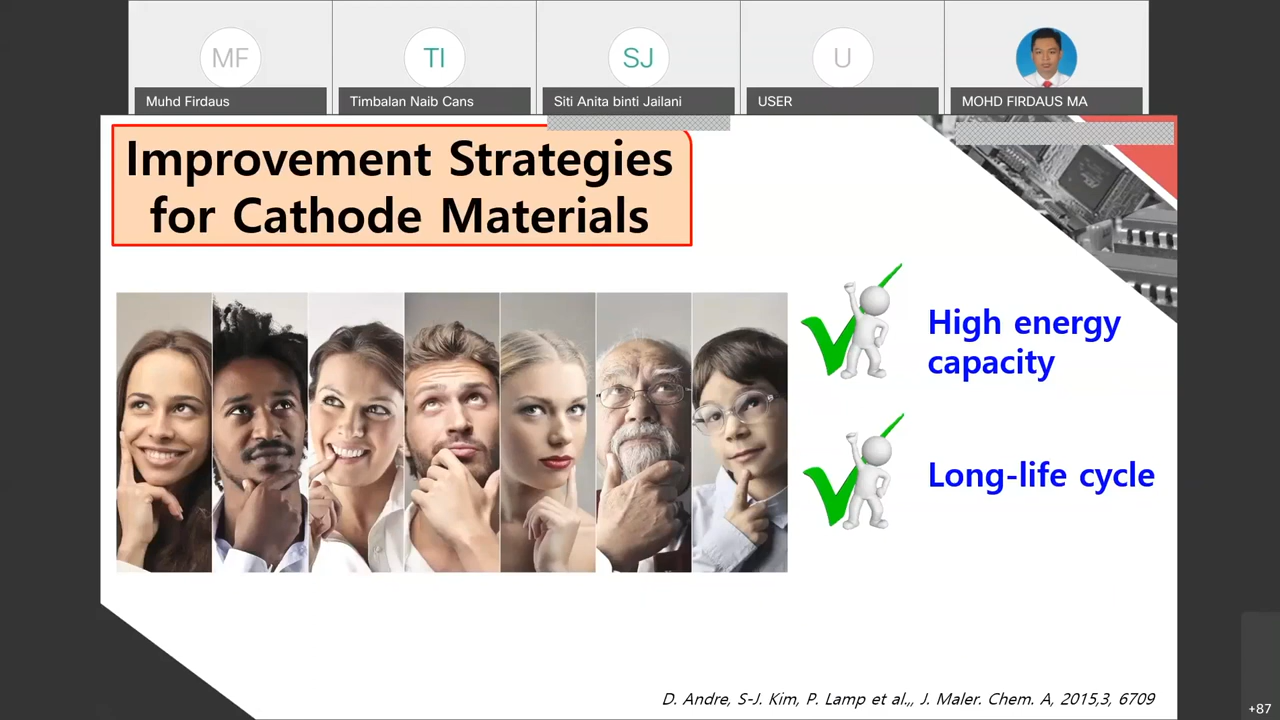 MF
TI
SJ
U
Muhd Firdaus
Timbalan Naib Cans
Siti Anita binti Jailani
USER
MOHD FIRDAUS MA
Improvement Strategies
for Cathode Materials
High energy
capacity
Long-life cycle
D. Andre, S-J. Kim, P. Lamp et al.,, J. Maler. Chem. A, 2015,3, 6709
+87